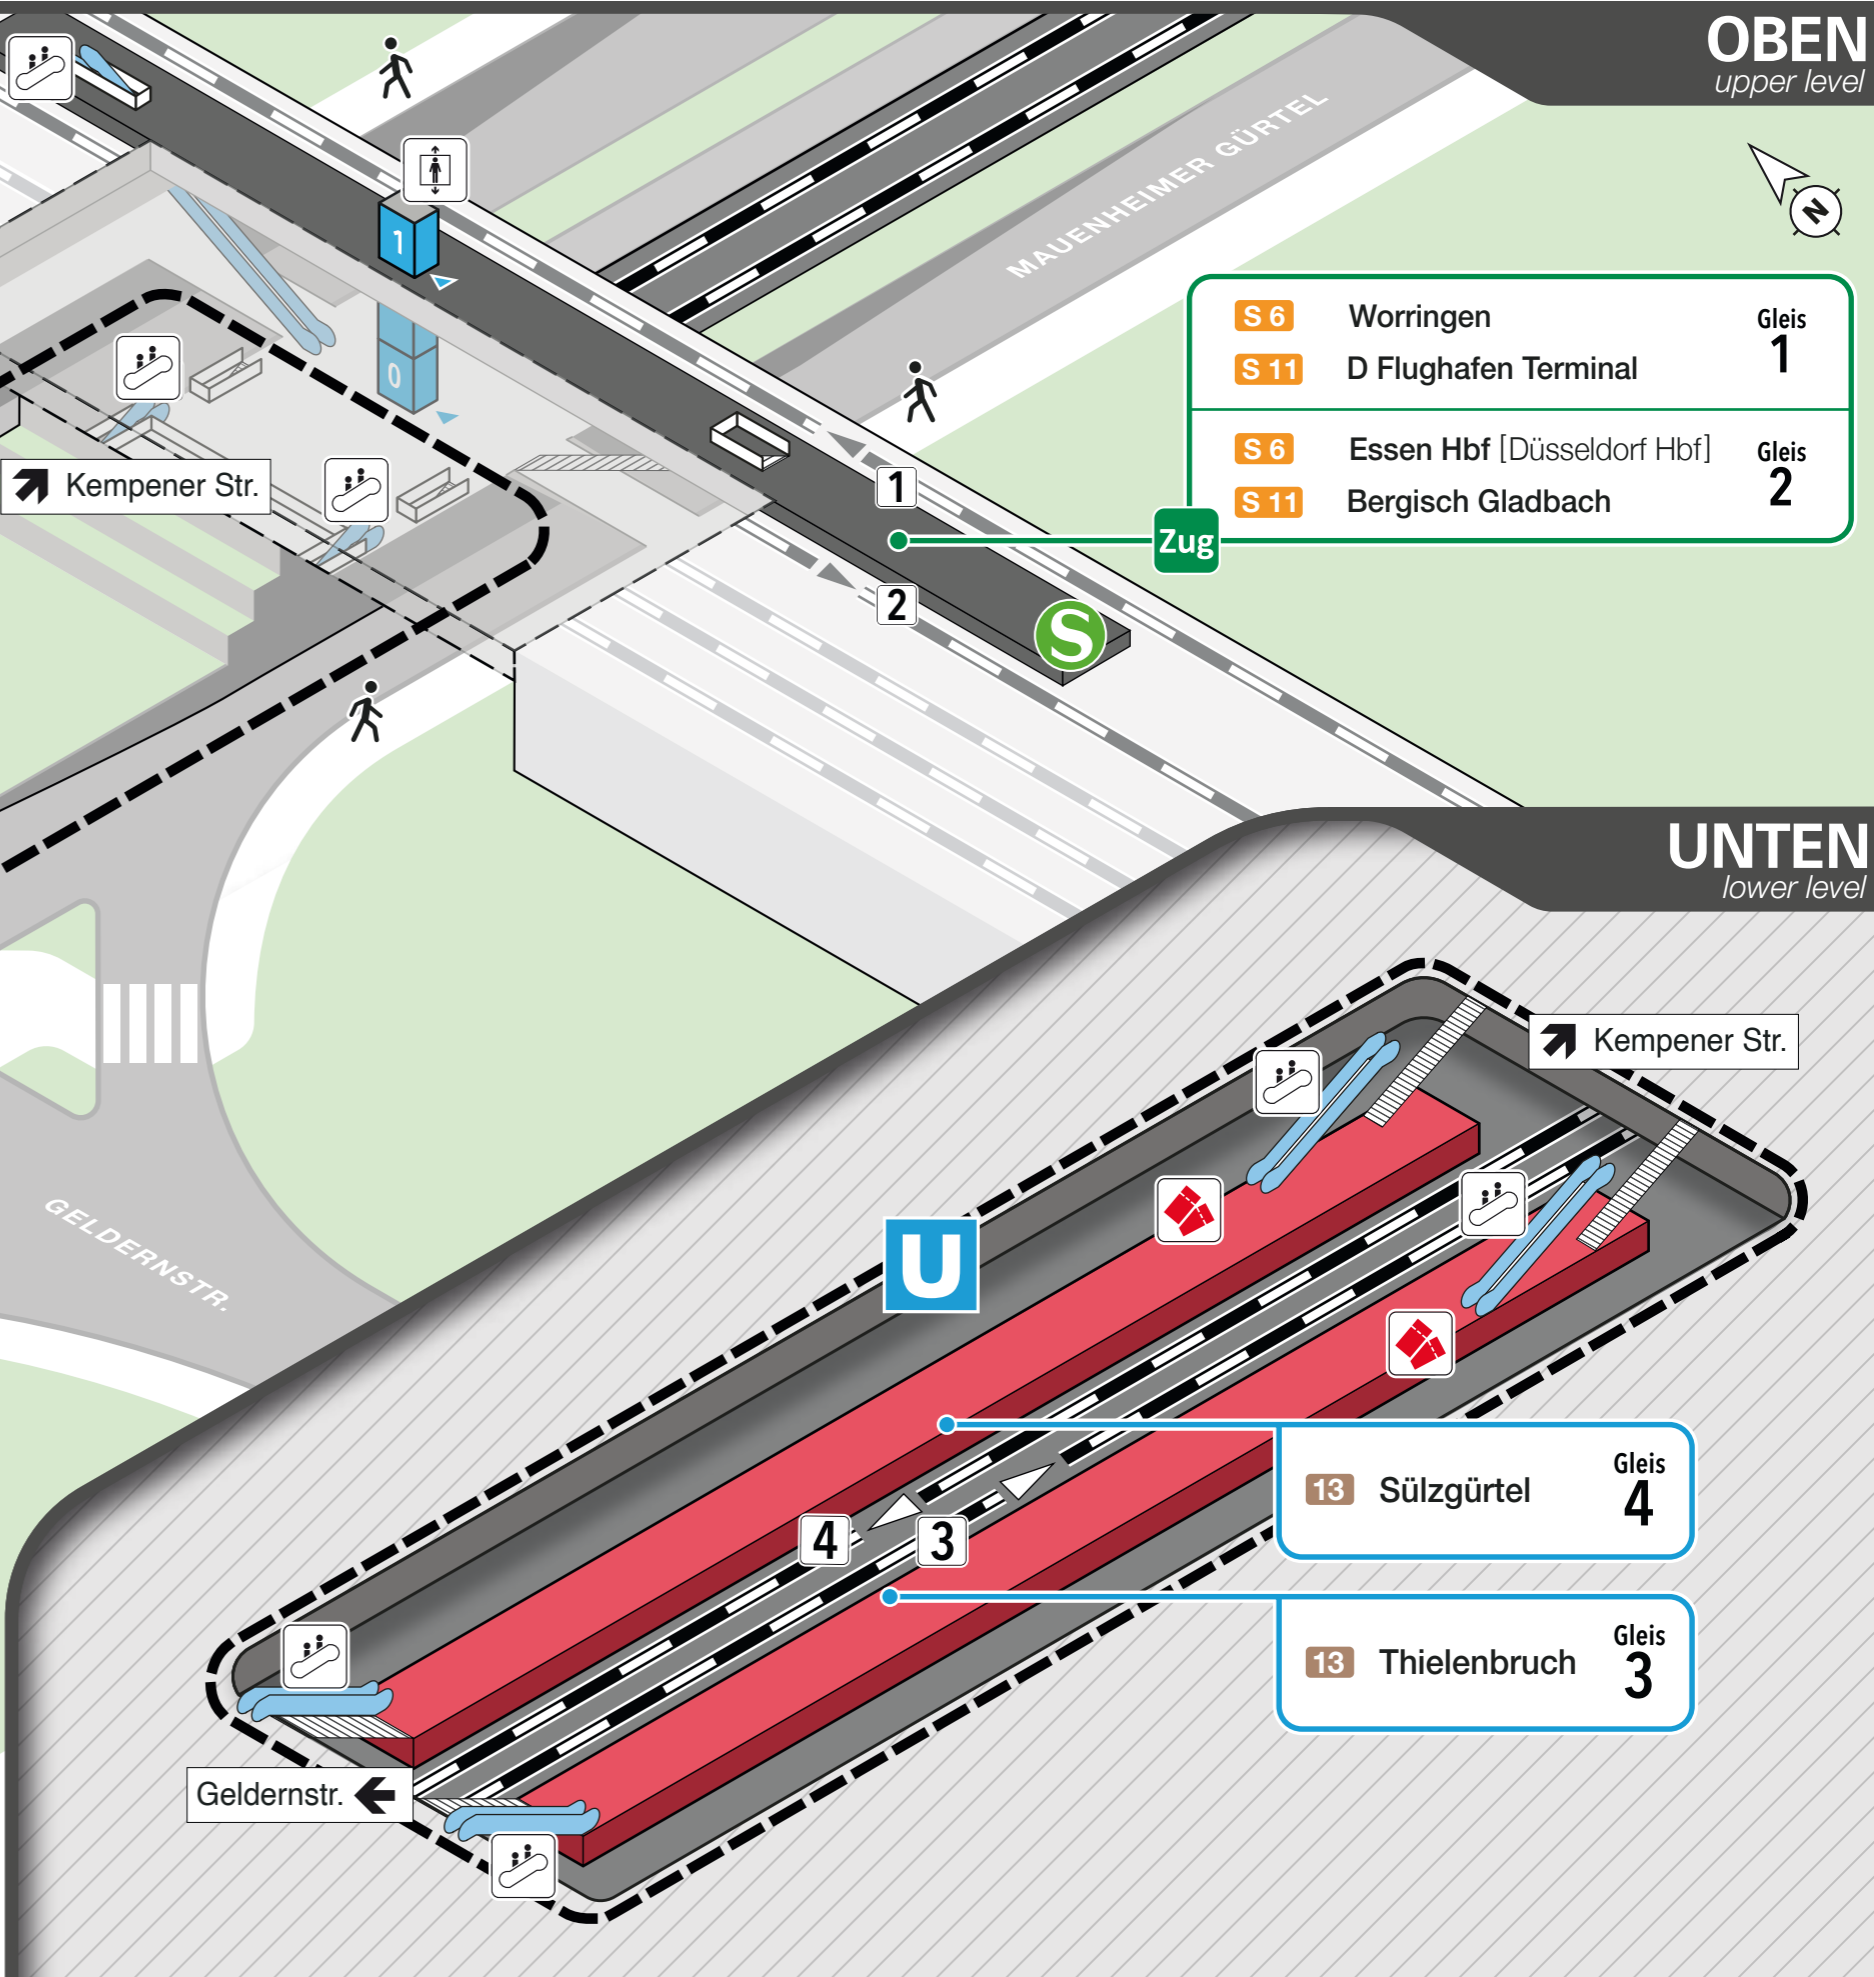 OBEN
upper level
MAUENHEIMER GÜRTEL
N
1
0
S 6 Worringen Gleis
S 11 D Flughafen Terminal 1
S 6 Essen Hbf [Düsseldorf Hbf] Gleis
S 11 Bergisch Gladbach 2
Zug
Kempener Str.
1
2
S
UNTEN
lower level
Kempener Str.
GELDERNSTR.
U
13 Sülzgürtel Gleis
4
4
3
13 Thielenbruch Gleis
3
Geldernstr.